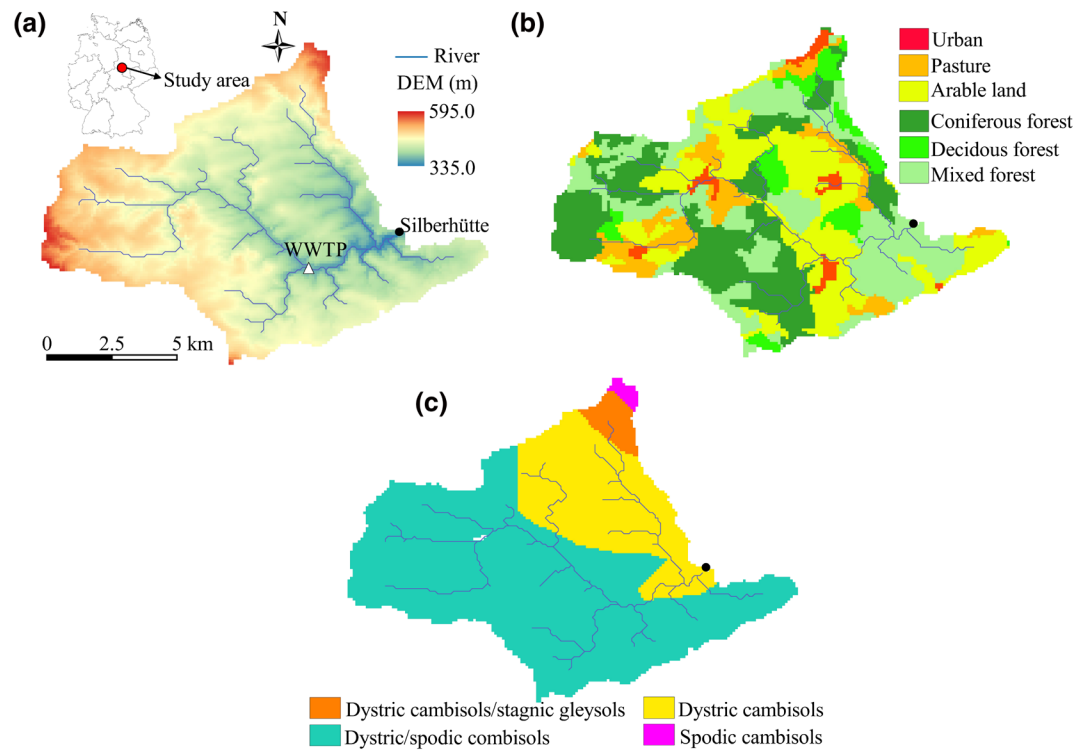 (a)
N
Study area
River
DEM (m)
595.0
335.0
Silberhütte
WWTP
0 2.5 5 km
(b)
Urban
Pasture
Arable land
Coniferous forest
Decidous forest
Mixed forest
(c)
Dystric cambisols/stagnic gleysols
Dystric cambisols
Dystric/spodic combisols
Spodic cambisols